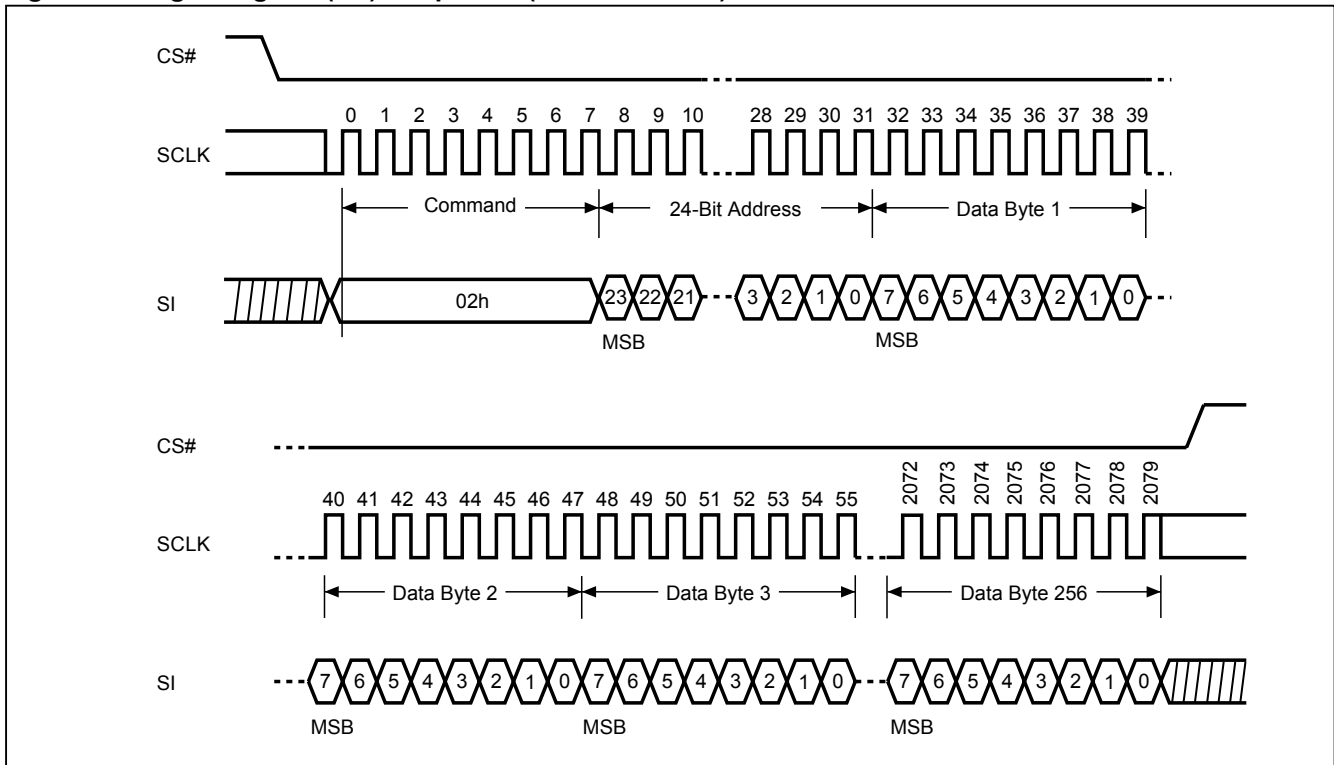 CS#
0 1 2 3 4 5 6 7 8 9 10 28 29 30 31 32 33 34 35 36 37 38 39
SCLK
Command 24-Bit Address Data Byte 1
SI 02h 23 22 21 3 2 1 0 7 6 5 4 3 2 1 0
MSB MSB
CS#
2072 2073 2074 2075 2076 2077 2078 2079
40 41 42 43 44 45 46 47 48 49 50 51 52 53 54 55
SCLK
Data Byte 2 Data Byte 3 Data Byte 256
SI 7 6 5 4 3 2 1 0 7 6 5 4 3 2 1 0 7 6 5 4 3 2 1 0
MSB MSB MSB